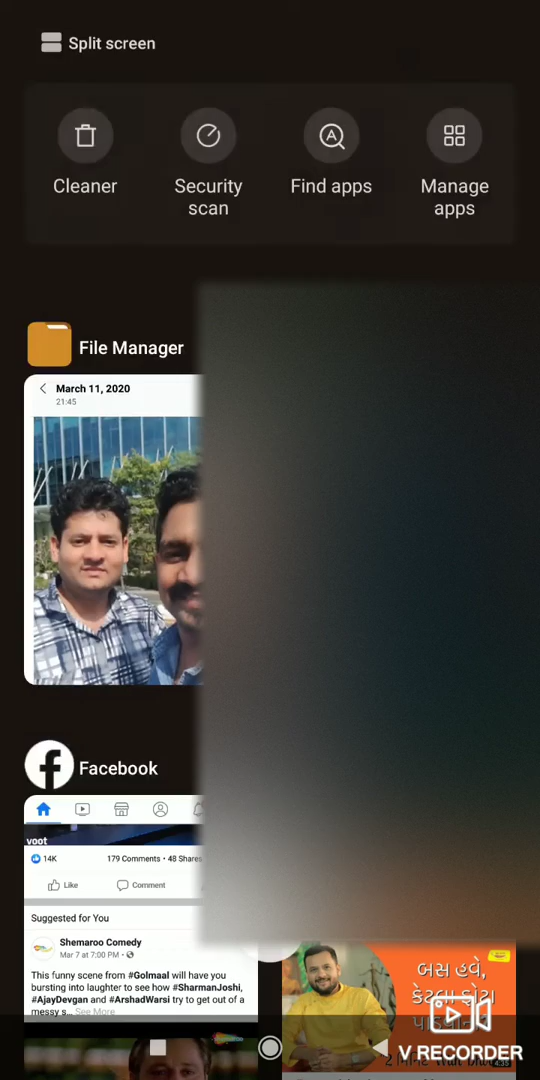 Split screen
Cleaner
Security
scan
Find apps
Manage
apps
File Manager
March 11, 2020
21:45
Facebook
voot
14K
179 Comments • 48 Shares
Like
Comment
Suggested for You
Shemaroo Comedy
Mar 7 at 7:00 PM •
This funny scene from #Golmaal will have you
bursting into laughter to see how #SharmanJoshi,
#AjayDevgan and #ArshadWarsi try to get out of a
messy s... See More
બસ હવે,
કેટલા ફોટા
2 મિનિટ
V RECORDER